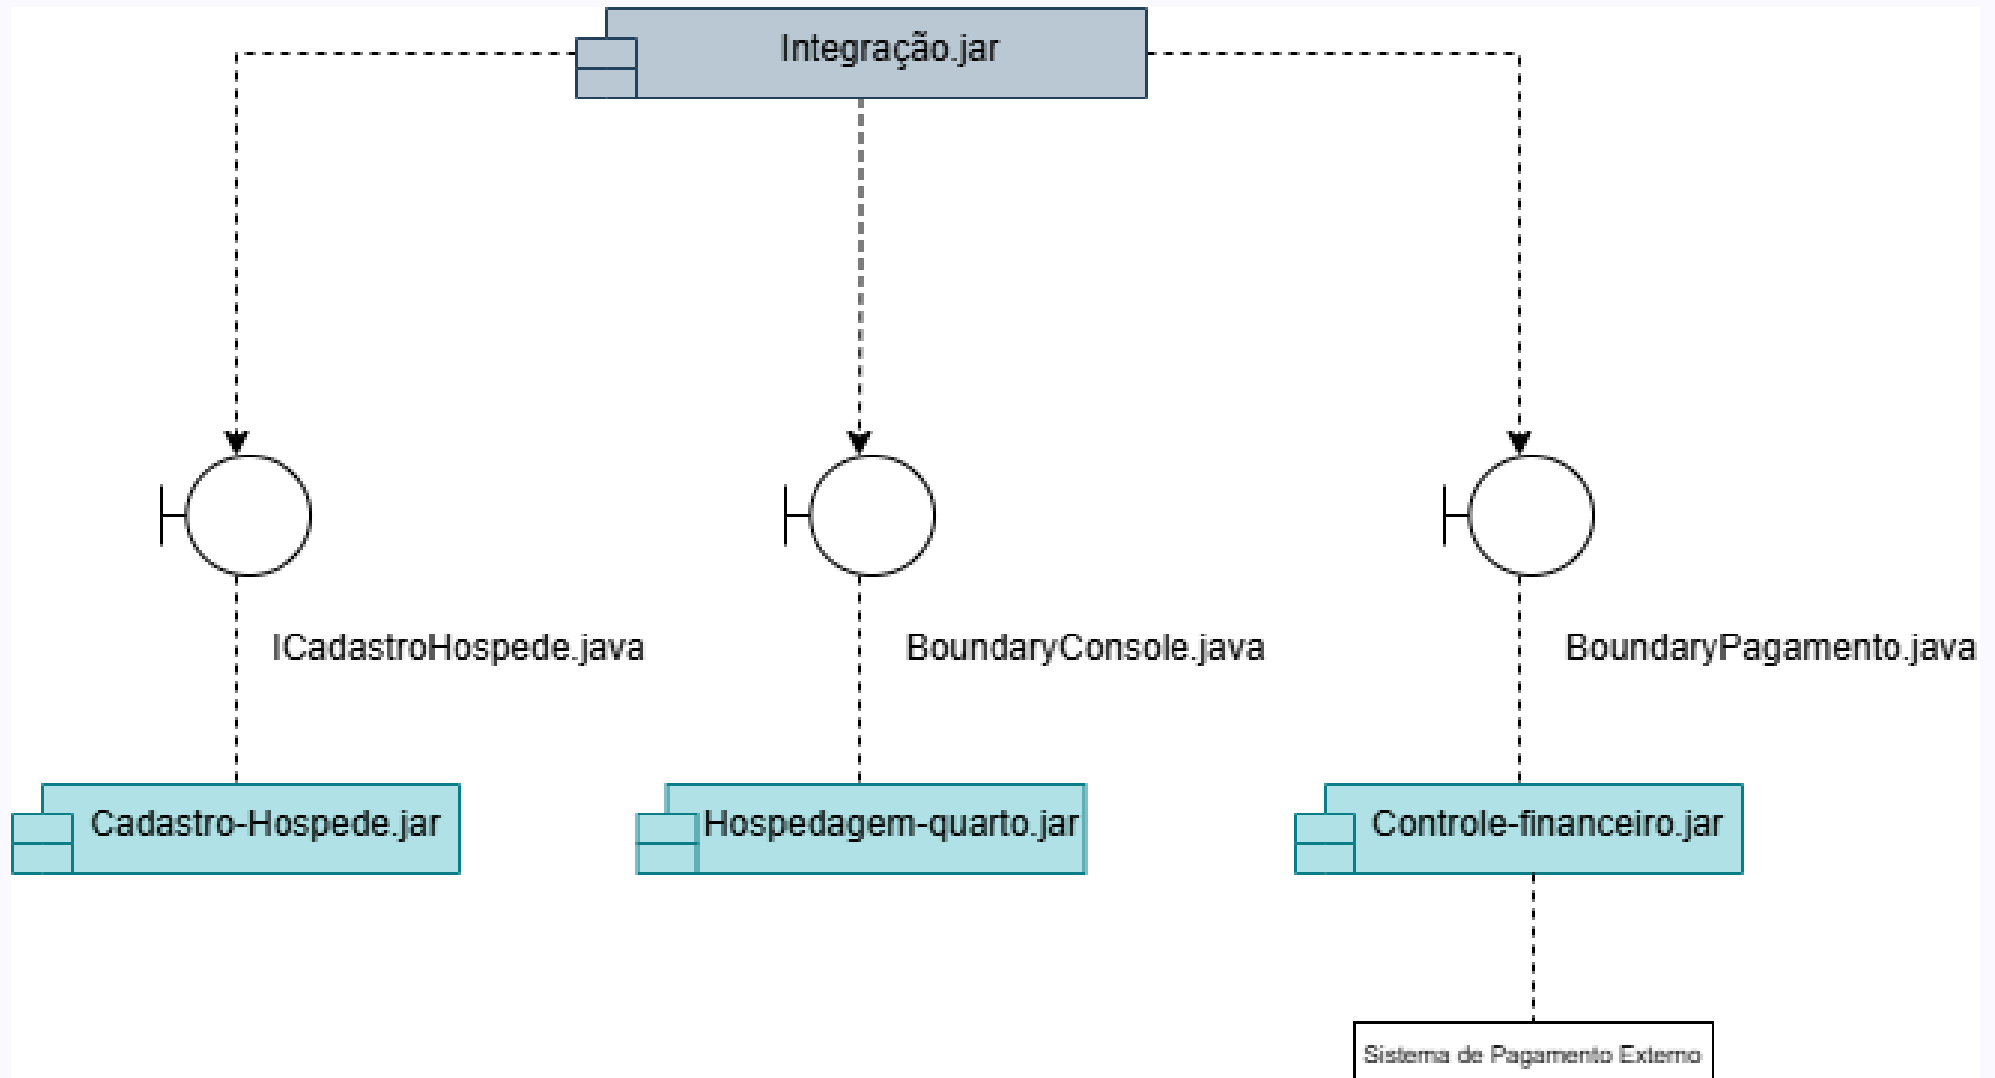 Integração.jar
ICadastroHospede.java
BoundaryConsole.java
BoundaryPagamento.java
Cadastro-Hospede.jar
Hospedagem-quarto.jar
Controle-financeiro.jar
Sistema de Pagamento Externo